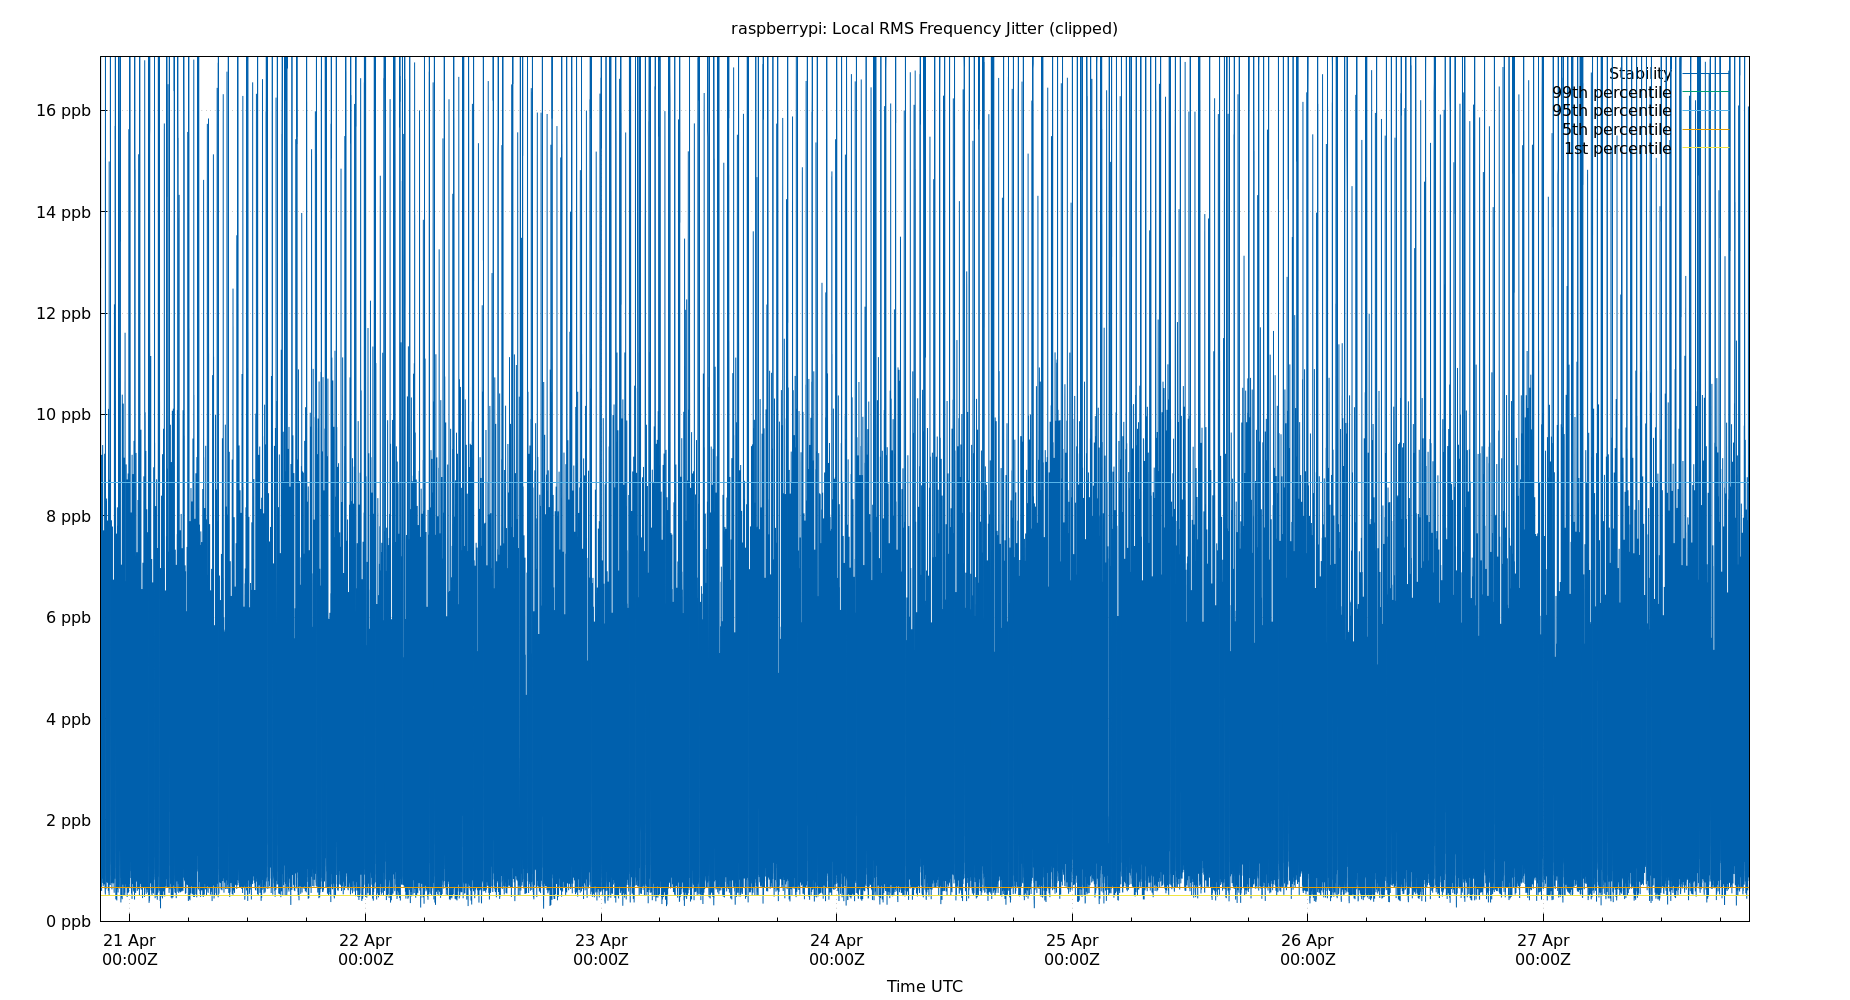 raspberrypi: Local RMS Frequency Jitter (clipped)
Stability
99th percentile
95th percentile
5th percentile
1st percentile
16 ppb
14 ppb
12 ppb
10 ppb
8 ppb
6 ppb
4 ppb
2 ppb
0 ppb
21 Apr 22 Apr 23 Apr 24 Apr 25 Apr 26 Apr 27 Apr
00:00Z 00:00Z 00:00Z 00:00Z 00:00Z 00:00Z 00:00Z
Time UTC